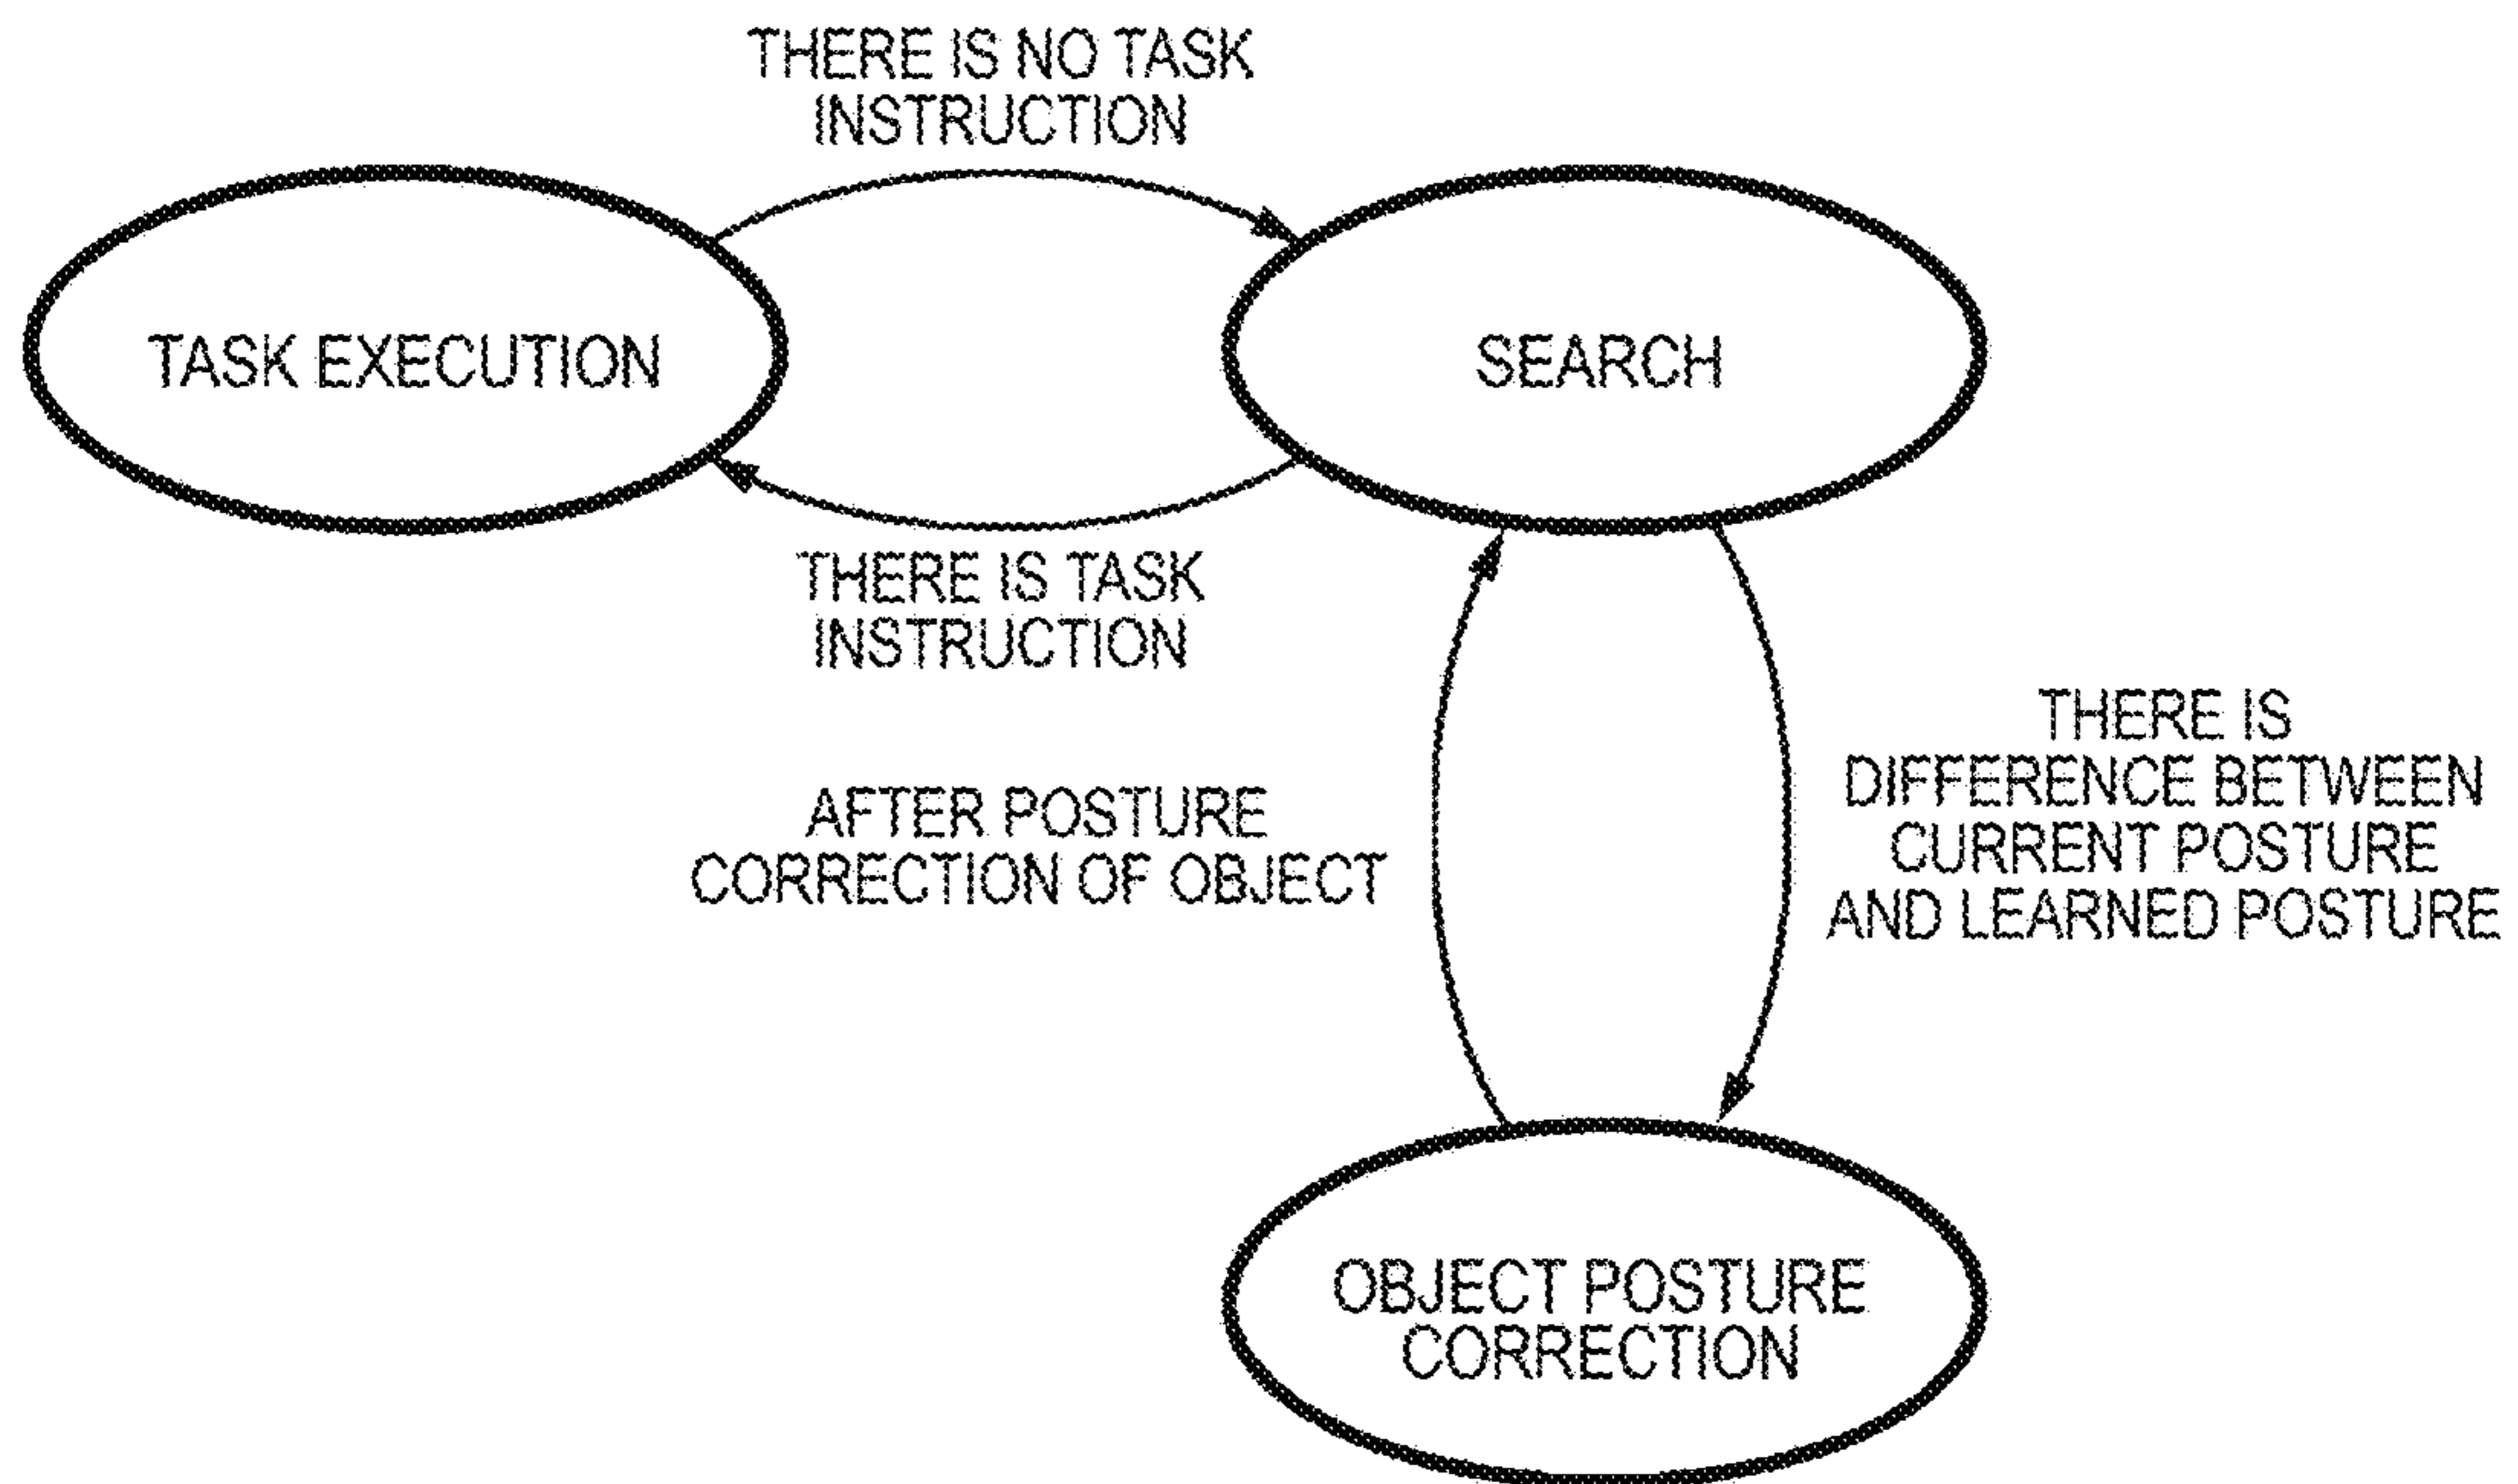 THERE IS NO TASK
INSTRUCTION
TASK EXECUTION
SEARCH
THERE IS TASK
INSTRUCTION
AFTER POSTURE
CORRECTION OF OBJECT
THERE IS
DIFFERENCE BETWEEN
CURRENT POSTURE
AND LEARNED POSTURE
OBJECT POSTURE
CORRECTION